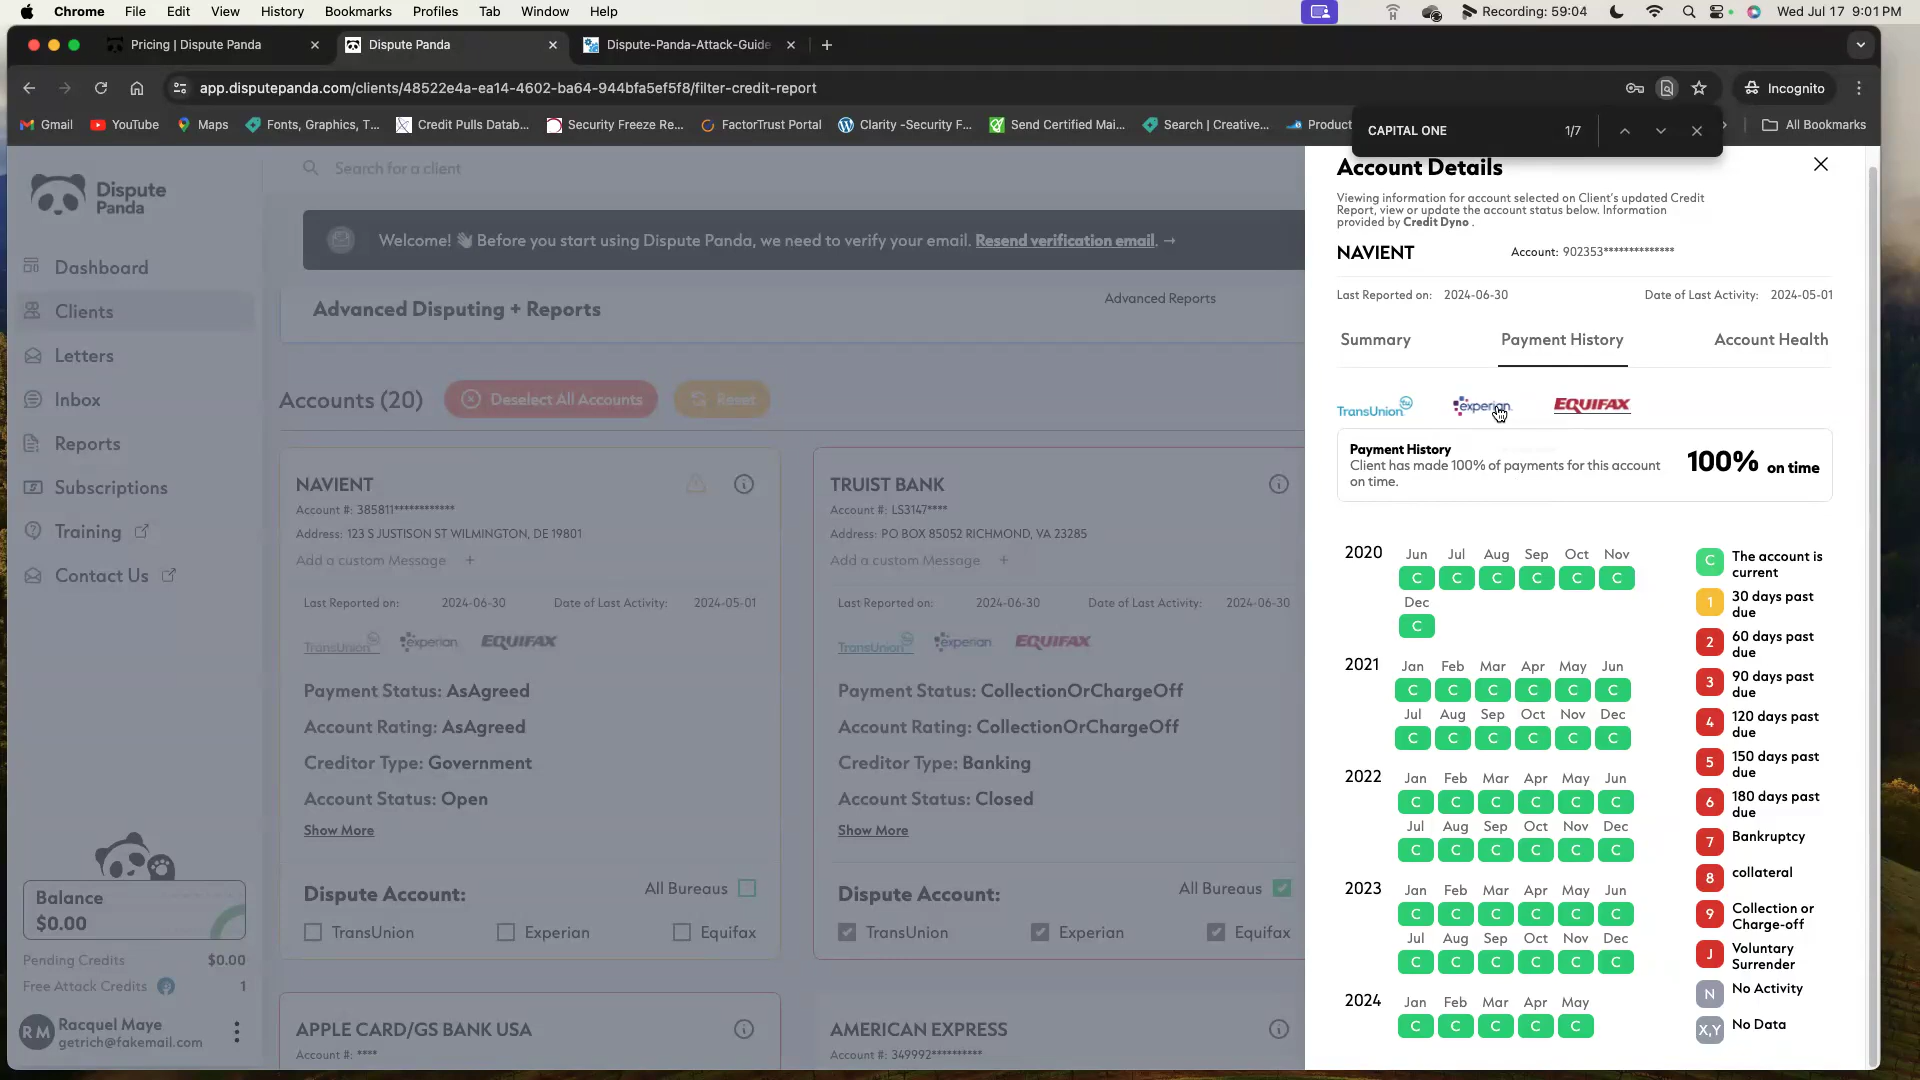 Chrome File Edit View History Bookmarks Profiles Tab Window Help
Recording: 59:04
Wed Jul 17 9:01 PM
Pricing | Dispute Panda
Dispute Panda
Dispute-Panda-Attack-Guide
app.disputepanda.com/clients/48522e4a-ea14-4602-ba64-944bfa5ef5f8/filter-credit-report
Incognito
Gmail YouTube Maps Fonts, Graphics, T... Credit Pulls Datab... Security Freeze Re... FactorTrust Portal Clarity -Security F... Send Certified Mai... Search | Creative... Product
All Bookmarks
CAPITAL ONE 1/7
Dispute
Panda
Dashboard
Clients
Letters
Inbox
Reports
Subscriptions
Training
Contact Us
Balance
$0.00
Pending Credits $0.00
Free Attack Credits 1
RM
Racquel Maye
getrich@fakemail.com
Search for a client
Welcome! 👋 Before you start using Dispute Panda, we need to verify your email. Resend verification email. →
Advanced Disputing + Reports
Advanced Reports
Accounts (20)
Deselect All Accounts
Reset
NAVIENT
Account #: 385811************
Address: 123 S JUSTISON ST WILMINGTON, DE 19801
Add a custom Message +
Last Reported on: 2024-06-30 Date of Last Activity: 2024-05-01
TransUnion experian EQUIFAX
Payment Status: AsAgreed
Account Rating: AsAgreed
Creditor Type: Government
Account Status: Open
Show More
Dispute Account: All Bureaus
TransUnion Experian Equifax
TRUIST BANK
Account #: LS3147****
Address: PO BOX 85052 RICHMOND, VA 23285
Add a custom Message +
Last Reported on: 2024-06-30 Date of Last Activity: 2024-06-30
TransUnion experian EQUIFAX
Payment Status: CollectionOrChargeOff
Account Rating: CollectionOrChargeOff
Creditor Type: Banking
Account Status: Closed
Show More
Dispute Account: All Bureaus
TransUnion Experian Equifax
APPLE CARD/GS BANK USA
Account #: ****
AMERICAN EXPRESS
Account #: 349992**********
Account Details
Viewing information for account selected on Client's updated Credit
Report, view or update the account status below. Information
provided by Credit Dyno .
NAVIENT Account: 902353**************
Last Reported on: 2024-06-30 Date of Last Activity: 2024-05-01
Summary Payment History Account Health
TransUnion experian EQUIFAX
Payment History
Client has made 100% of payments for this account
on time.
100% on time
2020 Jun Jul Aug Sep Oct Nov
C C C C C C
Dec
C
2021 Jan Feb Mar Apr May Jun
C C C C C C
Jul Aug Sep Oct Nov Dec
C C C C C C
2022 Jan Feb Mar Apr May Jun
C C C C C C
Jul Aug Sep Oct Nov Dec
C C C C C C
2023 Jan Feb Mar Apr May Jun
C C C C C C
Jul Aug Sep Oct Nov Dec
C C C C C C
2024 Jan Feb Mar Apr May
C C C C C
C The account is
current
1 30 days past
due
2 60 days past
due
3 90 days past
due
4 120 days past
due
5 150 days past
due
6 180 days past
due
7 Bankruptcy
8 collateral
9 Collection or
Charge-off
J Voluntary
Surrender
N No Activity
X,Y No Data